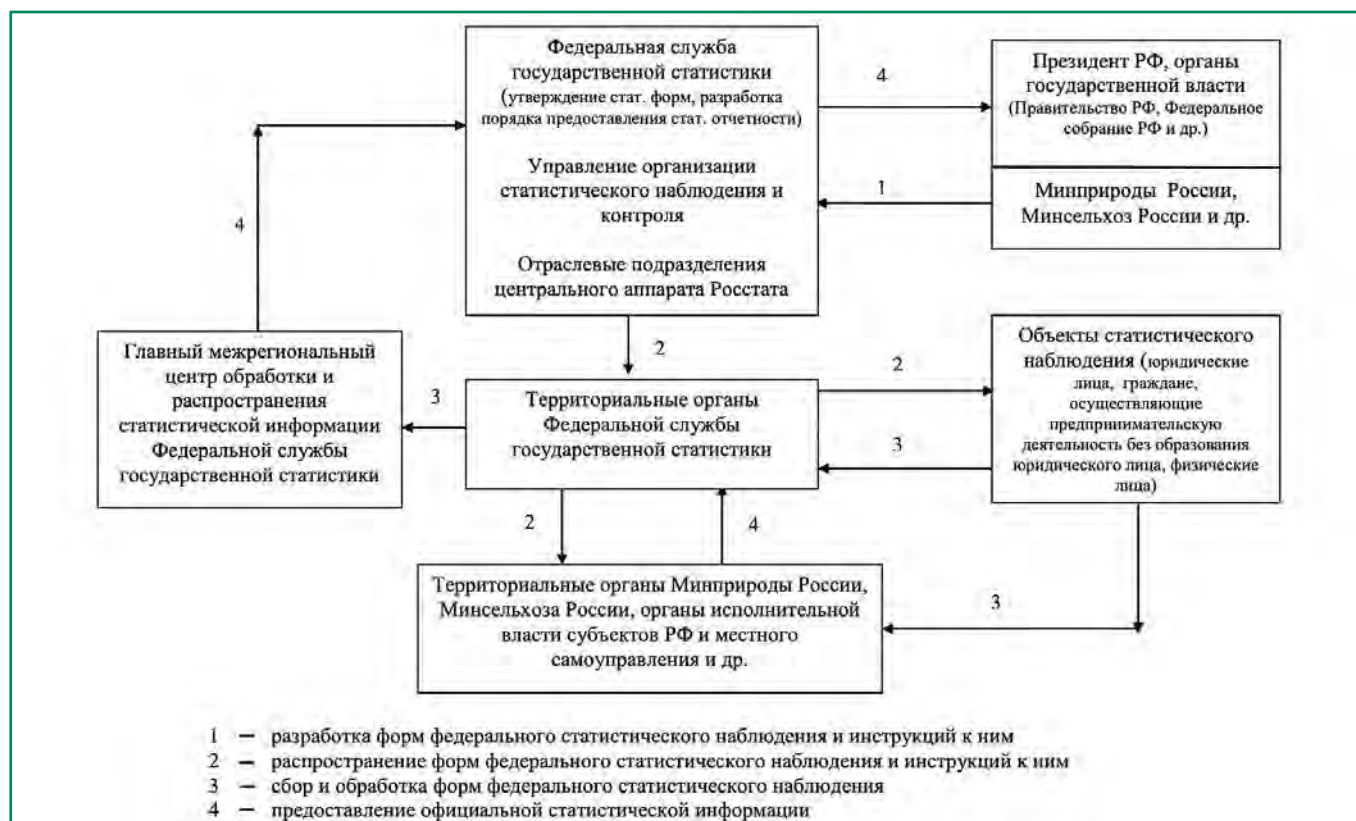 Федеральная служба
государственной статистики
(утверждение стат. форм, разработка
порядка предоставления стат. отчетности)
Управление организации
статистического наблюдения и
контроля
Отраслевые подразделения
центрального аппарата Росстата
4
Президент РФ, органы
государственной власти
(Правительство РФ, Федеральное
собрание РФ и др.)
1
Минприроды России,
Минсельхоз России и др.
4
Главный межрегиональный
центр обработки и
распространения
статистической информации
Федеральной службы
государственной статистики
3
2
Территориальные органы
Федеральной службы
государственной статистики
2
3
Объекты статистического
наблюдения (юридические
лица, граждане,
осуществляющие
предпринимательскую
деятельность без образования
юридического лица, физические
лица)
2
4
3
Территориальные органы Минприроды России,
Минсельхоза России, органы исполнительной
власти субъектов РФ и местного
самоуправления и др.
1 – разработка форм федерального статистического наблюдения и инструкций к ним
2 – распространение форм федерального статистического наблюдения и инструкций к ним
3 – сбор и обработка форм федерального статистического наблюдения
4 – предоставление официальной статистической информации